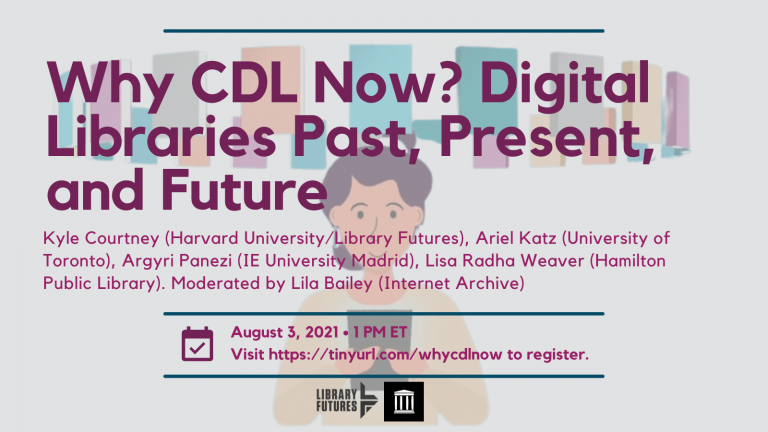 Why CDL Now? Digital
Libraries Past, Present,
and Future
Kyle Courtney (Harvard University/Library Futures), Ariel Katz (University of
Toronto), Argyri Panezi (IE University Madrid), Lisa Radha Weaver (Hamilton
Public Library). Moderated by Lila Bailey (Internet Archive)
August 3, 2021 • 1 PM ET
Visit https://tinyurl.com/whycdlnow to register.
LIBRARY
FUTURES